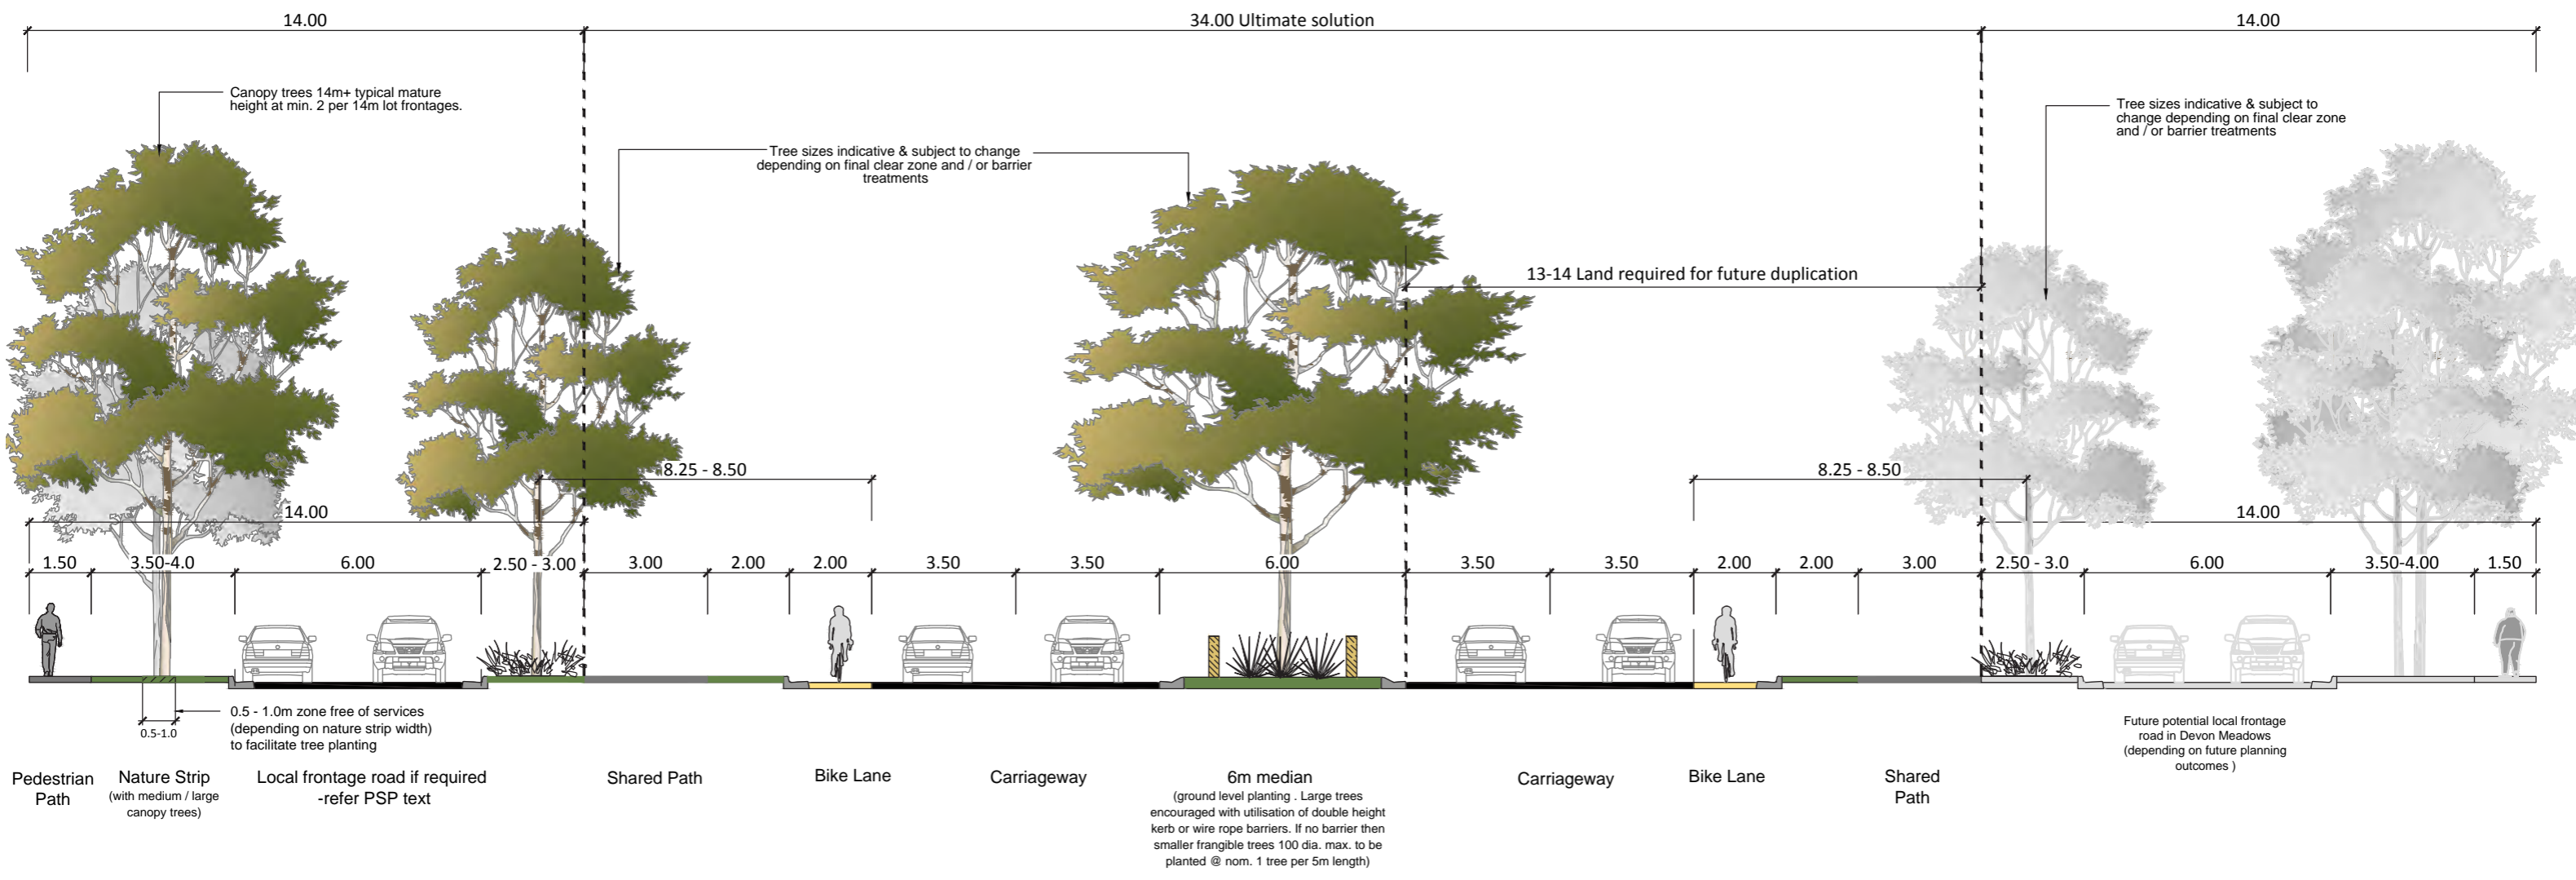 14.00
34.00 Ultimate solution
14.00
Canopy trees 14m+ typical mature
height at min. 2 per 14m lot frontages.
Tree sizes indicative & subject to change
depending on final clear zone and / or barrier
treatments
Tree sizes indicative & subject to
change depending on final clear zone
and / or barrier treatments
13-14 Land required for future duplication
8.25 - 8.50
8.25 - 8.50
14.00
14.00
1.50
3.50-4.0
6.00
2.50 - 3.00
3.00
2.00
2.00
3.50
3.50
6.00
3.50
3.50
2.00
2.00
3.00
2.50 - 3.0
6.00
3.50-4.00
1.50
0.5 - 1.0m zone free of services
(depending on nature strip width)
to facilitate tree planting
0.5-1.0
Future potential local frontage
road in Devon Meadows
(depending on future planning
outcomes )
Pedestrian
Path
Nature Strip
(with medium / large
canopy trees)
Local frontage road if required
-refer PSP text
Shared Path
Bike Lane
Carriageway
6m median
(ground level planting . Large trees
encouraged with utilisation of double height
kerb or wire rope barriers. If no barrier then
smaller frangible trees 100 dia. max. to be
planted @ nom. 1 tree per 5m length)
Carriageway
Bike Lane
Shared
Path